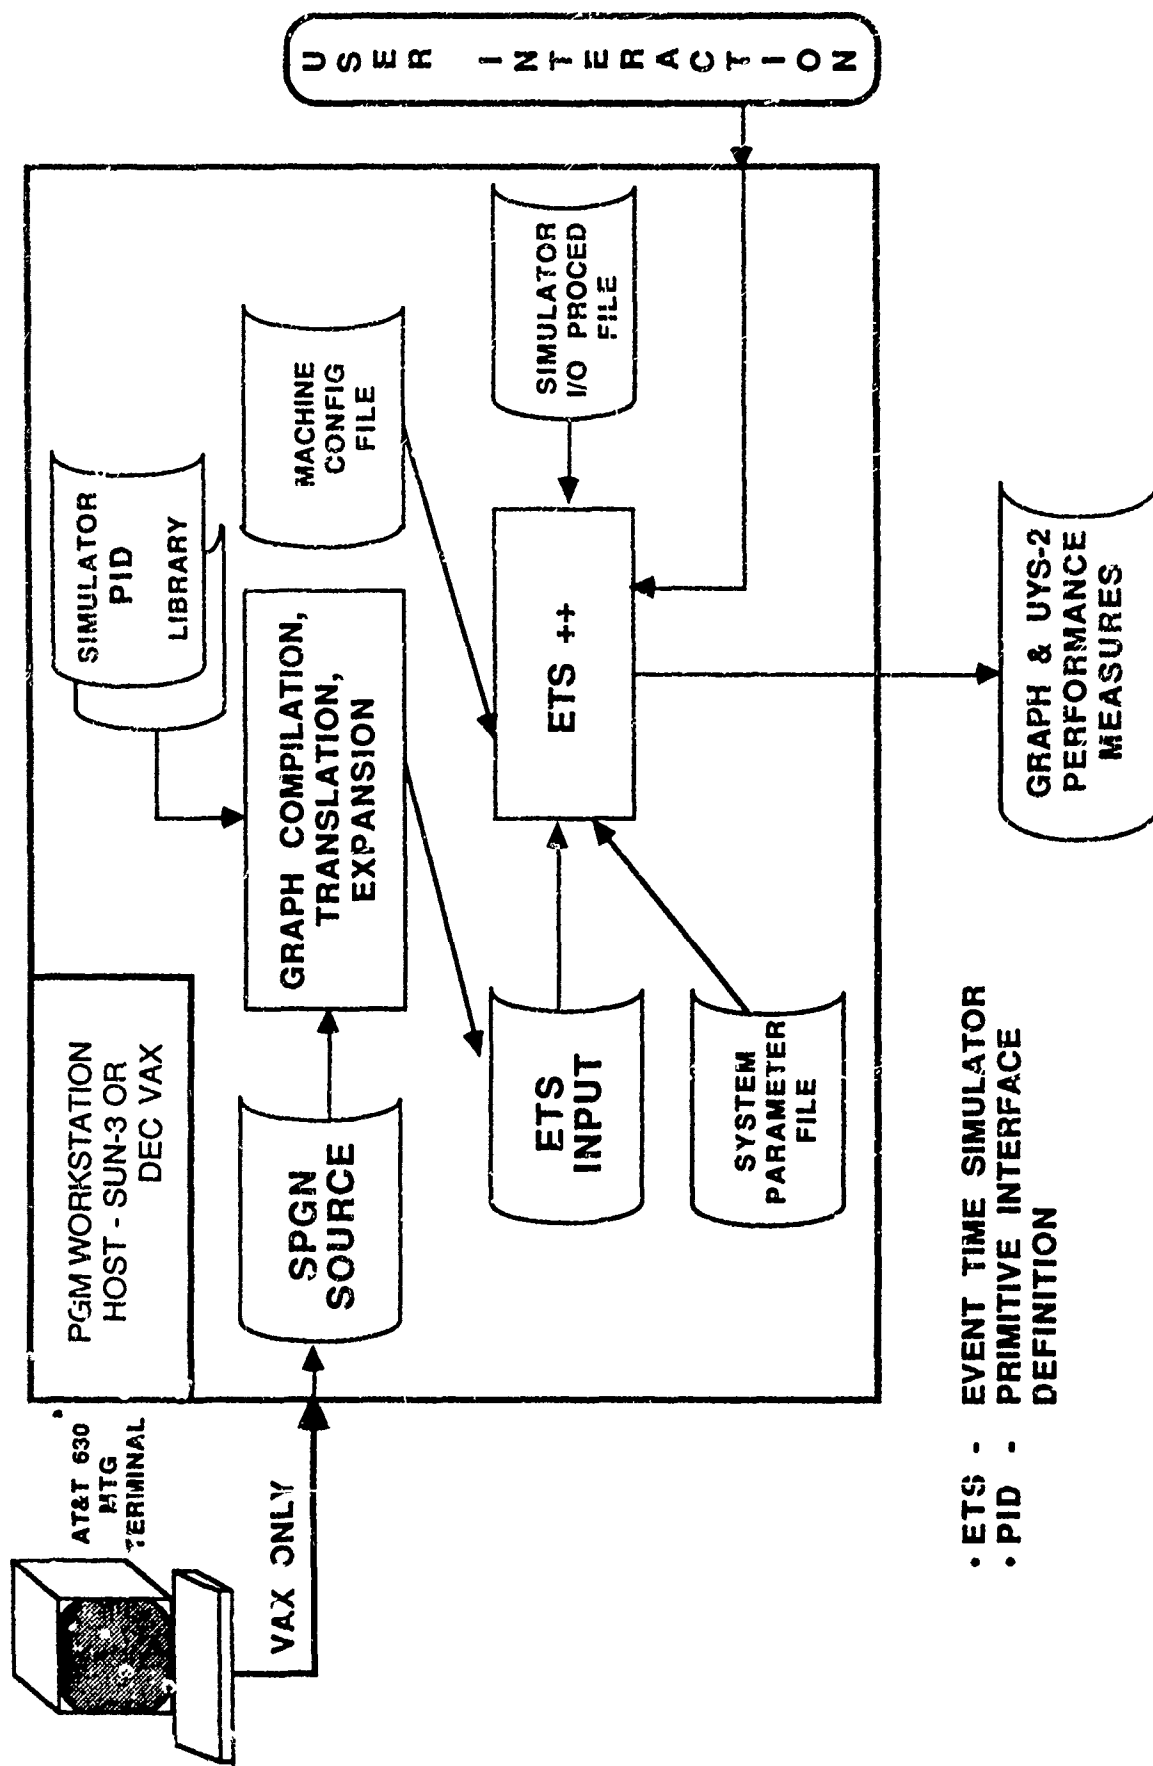 AT&T 630
MTG
TERMINAL
VAX ONLY
PGM WORKSTATION
HOST - SUN-3 OR
DEC VAX
SIMULATOR
PID
LIBRARY
SPGN
SOURCE
GRAPH COMPILATION,
TRANSLATION,
EXPANSION
MACHINE
CONFIG
FILE
ETS
INPUT
ETS ++
SIMULATOR
I/O PROCED
FILE
SYSTEM
PARAMETER
FILE
USER INTERACTION
GRAPH & UYS-2
PERFORMANCE
MEASURES
• ETS - EVENT TIME SIMULATOR
• PID - PRIMITIVE INTERFACE
DEFINITION